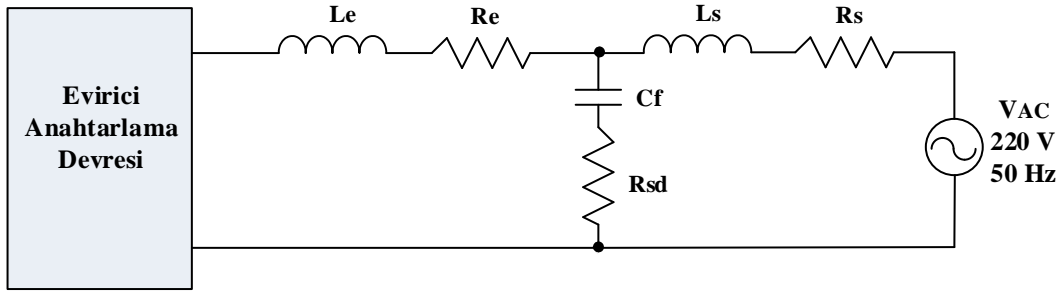 Le
Re
Ls
Rs
Evirici
Anahtarlama
Devresi
Cf
Rsd
VAC
220 V
50 Hz